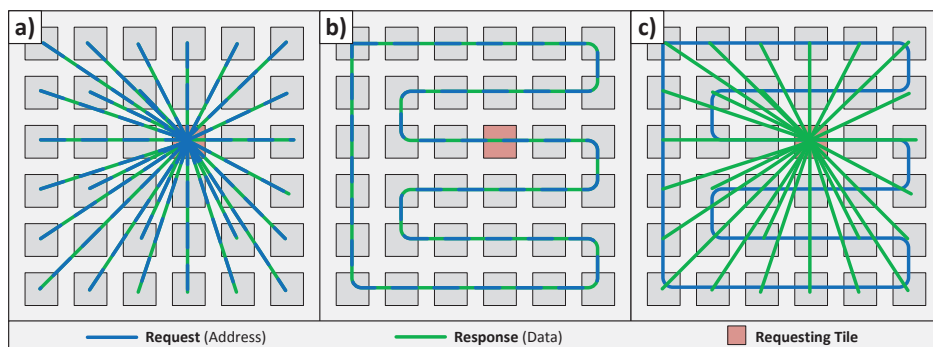 a)
b)
c)
Request (Address)
Response (Data)
Requesting Tile